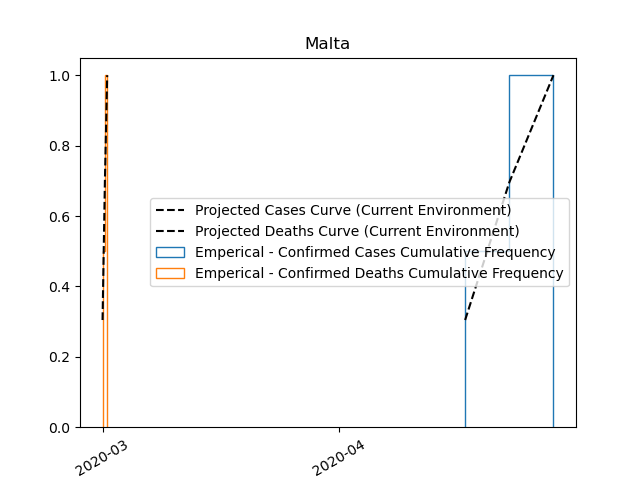 Malta
1.0
0.8
0.6
0.4
0.2
0.0
Projected Cases Curve (Current Environment)
Projected Deaths Curve (Current Environment)
Emperical - Confirmed Cases Cumulative Frequency
Emperical - Confirmed Deaths Cumulative Frequency
2020-03
2020-04